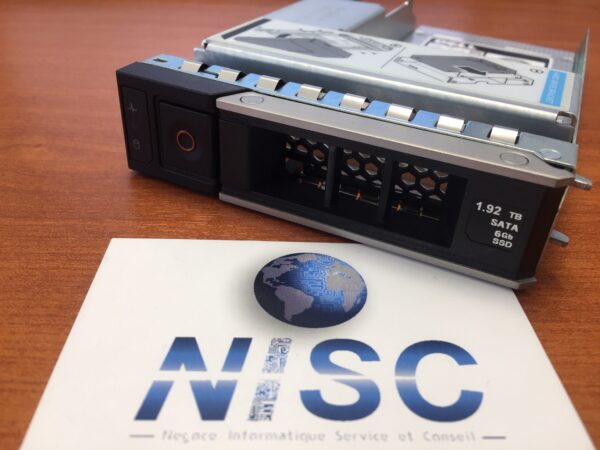 1.92 TB
SATA
6Gb
SSD
NISC
Negoce Informatique Service et Conseil